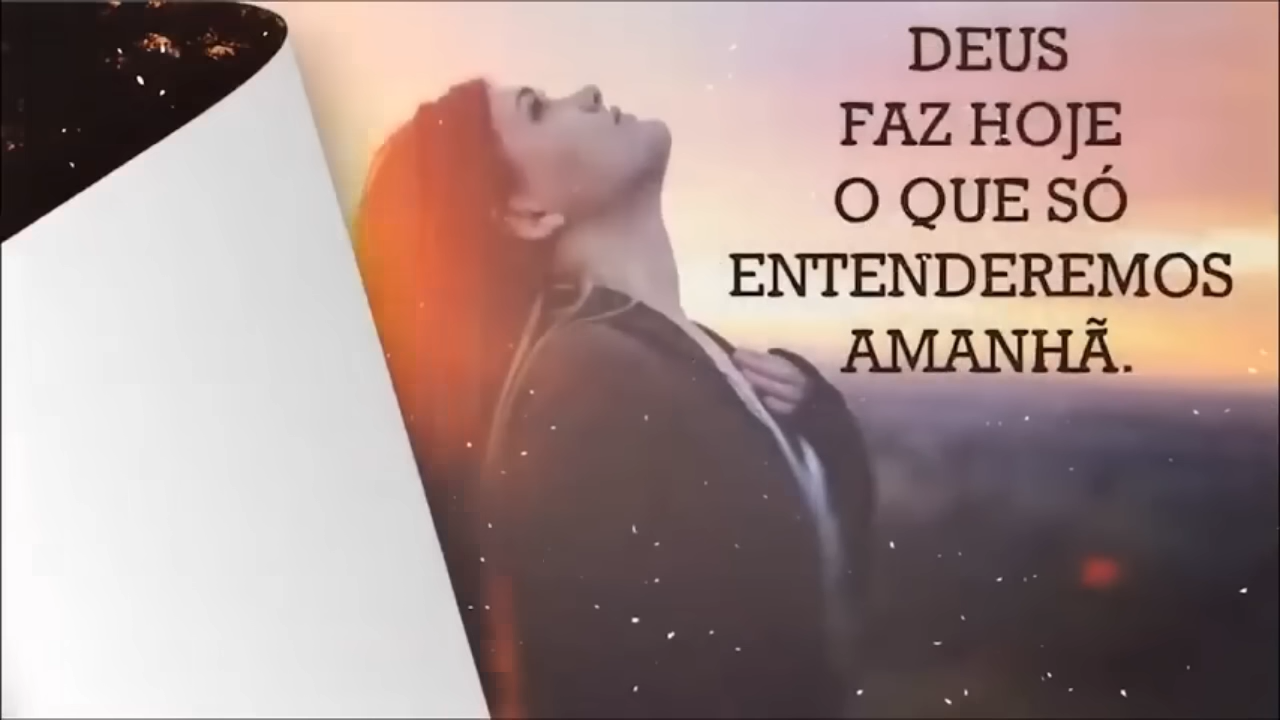 DEUS
FAZ HOJE
O QUE SÓ
ENTENDEREMOS
AMANHÃ.